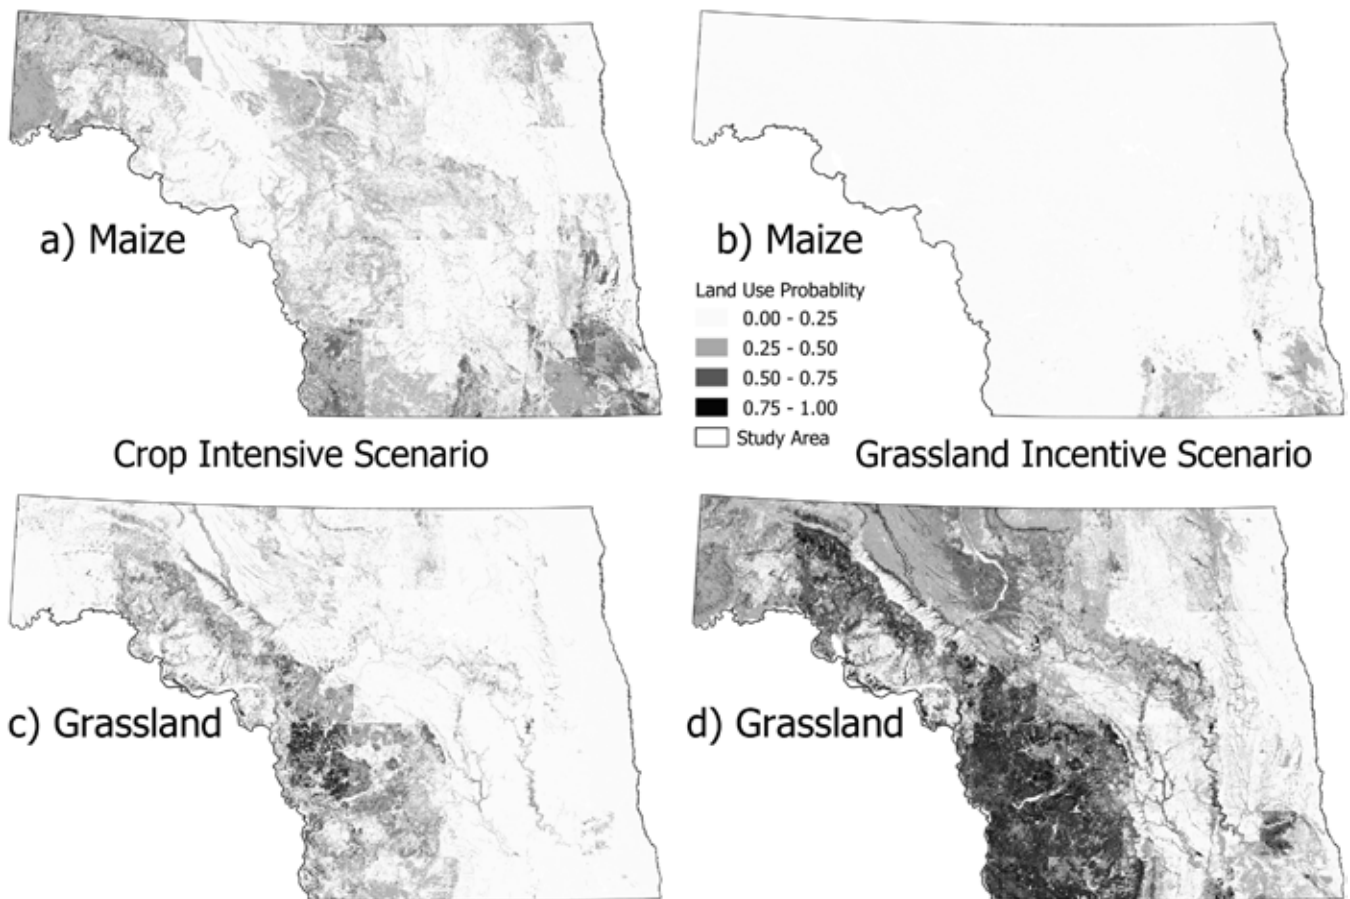 a) Maize
b) Maize
Land Use Probablity
0.00 - 0.25
0.25 - 0.50
0.50 - 0.75
0.75 - 1.00
Study Area
Crop Intensive Scenario
Grassland Incentive Scenario
c) Grassland
d) Grassland